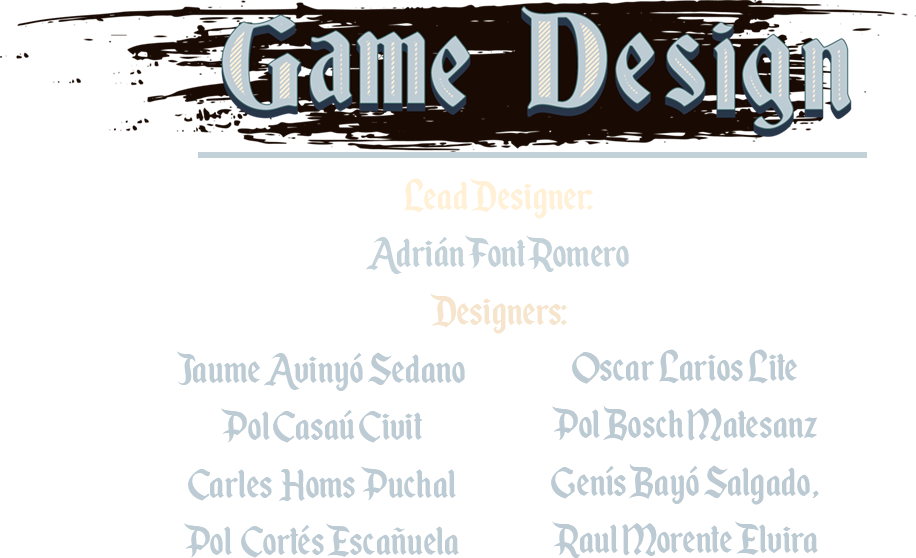 Game Design
Lead Designer:
Adrián Font Romero
Designers:
Jaume Avinyó Sedano
Oscar Larios Lite
Pol Casaú Civit
Pol Bosch Matesanz
Carles Homs Puchal
Genís Bayó Salgado,
Pol Cortés Escañuela
Raul Morente Elvira